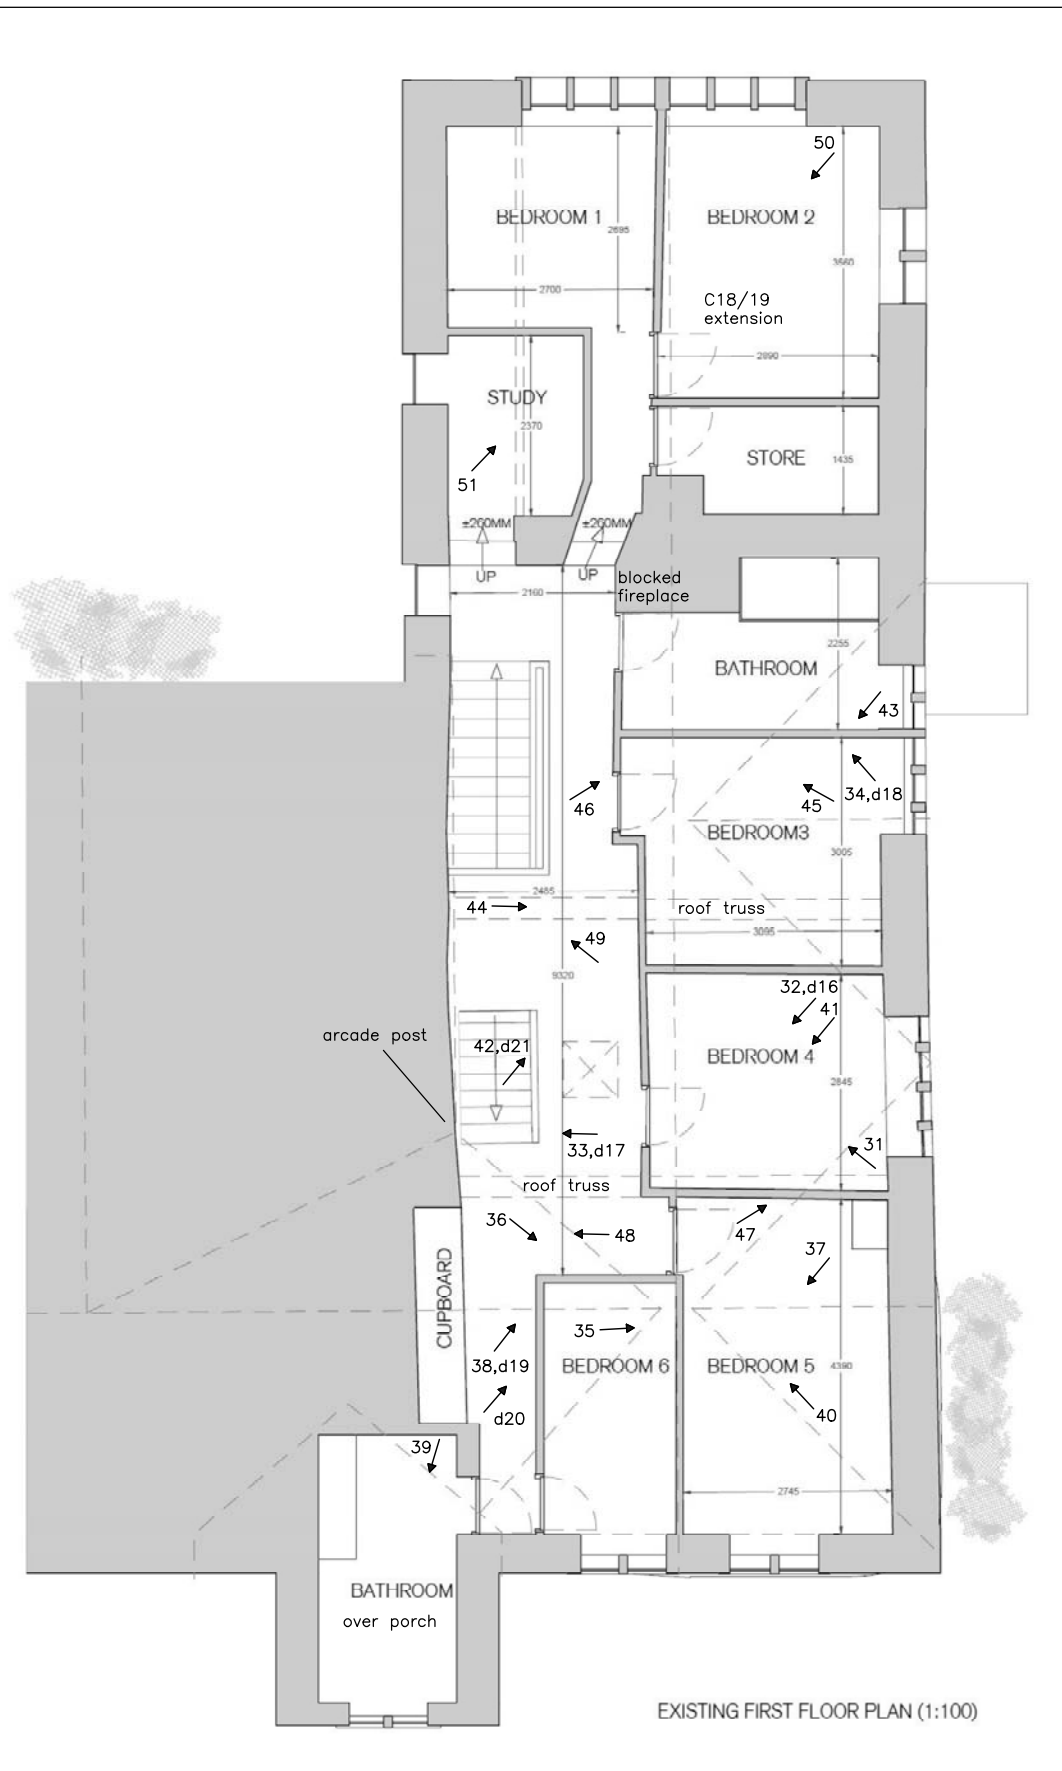 50
BEDROOM 1
BEDROOM 2
2695
3560
2700
C18/19
extension
2890
STUDY
2370
STORE
1435
51
±260MM
±260MM
UP
UP
blocked
fireplace
2160
2255
BATHROOM
43
46
45
34,d18
BEDROOM3
3005
2485
44
roof truss
3095
49
9320
32,d16
41
arcade post
42,d21
BEDROOM 4
2845
33,d17
31
roof truss
36
48
47
37
CUPBOARD
35
38,d19
BEDROOM 6
BEDROOM 5
4390
d20
40
39
2745
BATHROOM
over porch
EXISTING FIRST FLOOR PLAN (1:100)